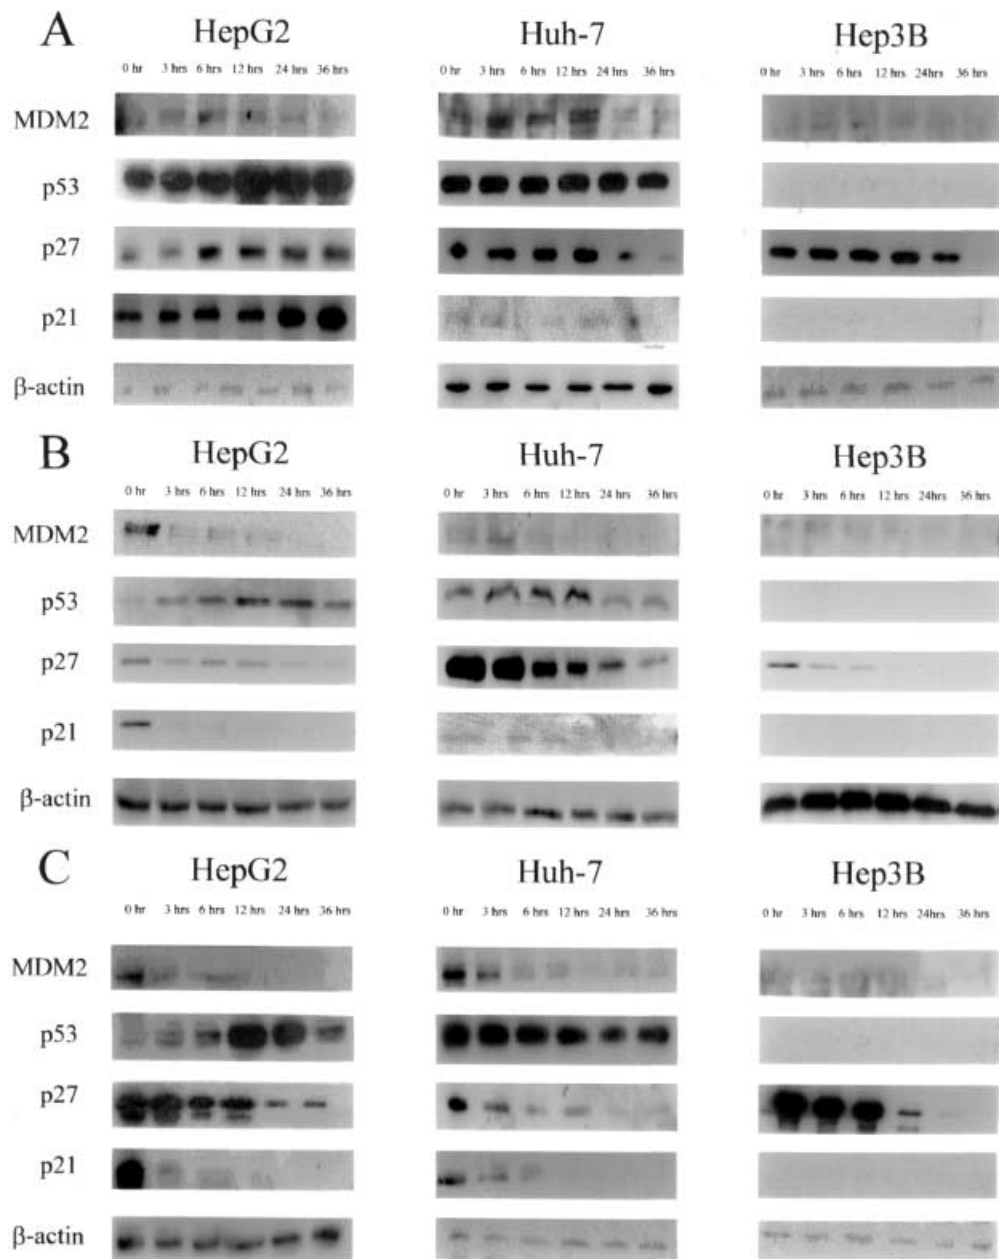 A HepG2 Huh-7 Hep3B
0 hr 3 hrs 6 hrs 12 hrs 24 hrs 36 hrs 0 hr 3 hrs 6 hrs 12 hrs 24 hrs 36 hrs 0 hr 3 hrs 6 hrs 12 hrs 24hrs 36 hrs
MDM2
p53
p27
p21
β-actin
B HepG2 Huh-7 Hep3B
0 hr 3 hrs 6 hrs 12 hrs 24 hrs 36 hrs 0 hr 3 hrs 6 hrs 12 hrs 24 hrs 36 hrs 0 hr 3 hrs 6 hrs 12 hrs 24hrs 36 hrs
MDM2
p53
p27
p21
β-actin
C HepG2 Huh-7 Hep3B
0 hr 3 hrs 6 hrs 12 hrs 24 hrs 36 hrs 0 hr 3 hrs 6 hrs 12 hrs 24 hrs 36 hrs 0 hr 3 hrs 6 hrs 12 hrs 24hrs 36 hrs
MDM2
p53
p27
p21
β-actin